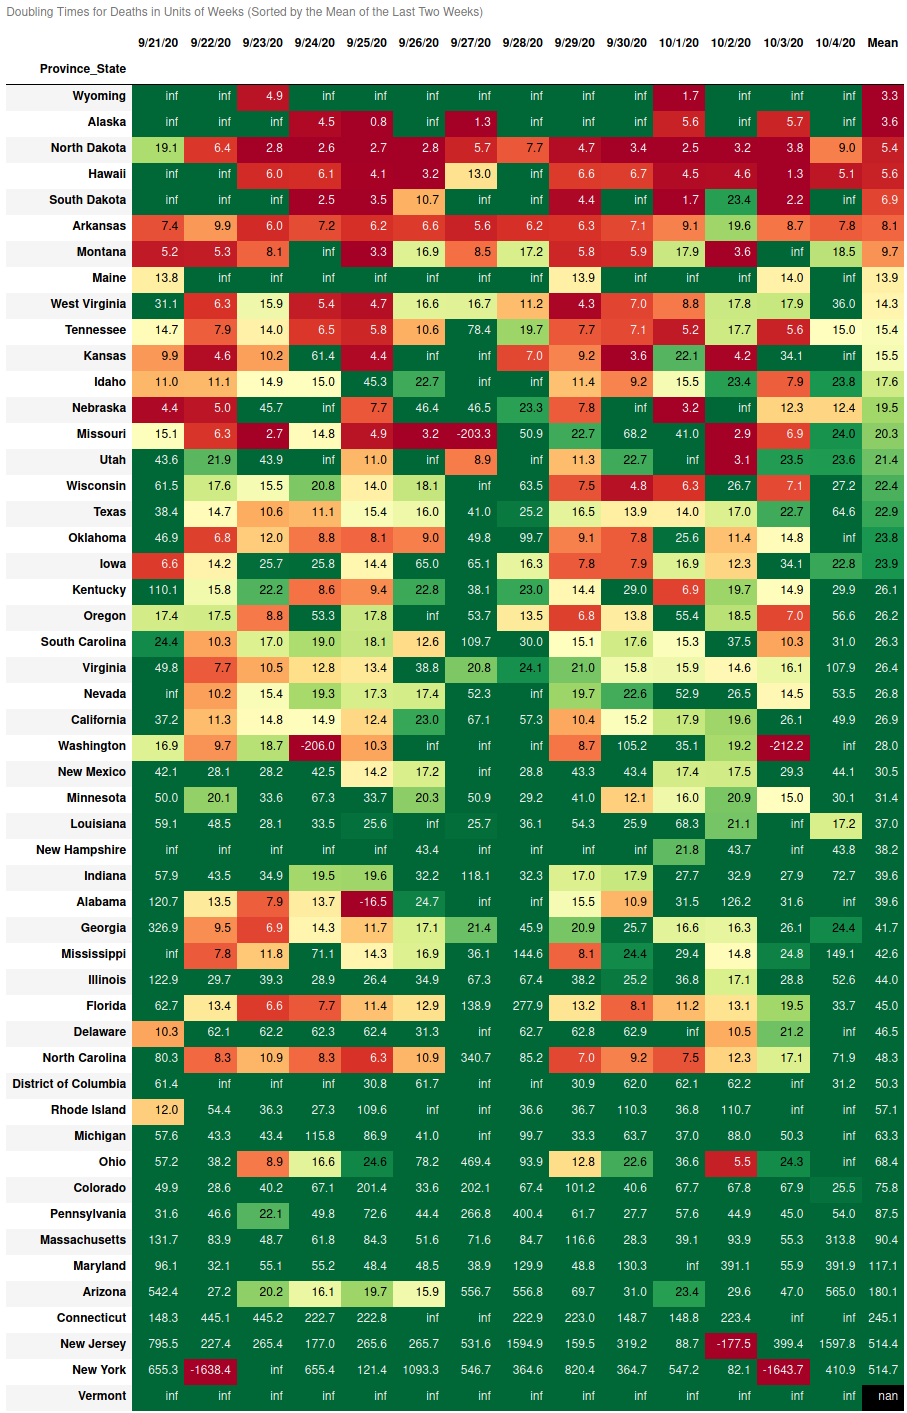 Doubling Times for Deaths in Units of Weeks (Sorted by the Mean of the Last Two Weeks)
9/21/20 9/22/20 9/23/20 9/24/20 9/25/20 9/26/20 9/27/20 9/28/20 9/29/20 9/30/20 10/1/20 10/2/20 10/3/20 10/4/20 Mean
Province_State
Wyoming inf inf 4.9 inf inf inf inf inf inf inf 1.7 inf inf inf 3.3
Alaska inf inf inf 4.5 0.8 inf 1.3 inf inf inf 5.6 inf 5.7 inf 3.6
North Dakota 19.1 6.4 2.8 2.6 2.7 2.8 5.7 7.7 4.7 3.4 2.5 3.2 3.8 9.0 5.4
Hawaii inf inf 6.0 6.1 4.1 3.2 13.0 inf 6.6 6.7 4.5 4.6 1.3 5.1 5.6
South Dakota inf inf inf 2.5 3.5 10.7 inf inf 4.4 inf 1.7 23.4 2.2 inf 6.9
Arkansas 7.4 9.9 6.0 7.2 6.2 6.6 5.6 6.2 6.3 7.1 9.1 19.6 8.7 7.8 8.1
Montana 5.2 5.3 8.1 inf 3.3 16.9 8.5 17.2 5.8 5.9 17.9 3.6 inf 18.5 9.7
Maine 13.8 inf inf inf inf inf inf inf 13.9 inf inf inf 14.0 inf 13.9
West Virginia 31.1 6.3 15.9 5.4 4.7 16.6 16.7 11.2 4.3 7.0 8.8 17.8 17.9 36.0 14.3
Tennessee 14.7 7.9 14.0 6.5 5.8 10.6 78.4 19.7 7.7 7.1 5.2 17.7 5.6 15.0 15.4
Kansas 9.9 4.6 10.2 61.4 4.4 inf inf 7.0 9.2 3.6 22.1 4.2 34.1 inf 15.5
Idaho 11.0 11.1 14.9 15.0 45.3 22.7 inf inf 11.4 9.2 15.5 23.4 7.9 23.8 17.6
Nebraska 4.4 5.0 45.7 inf 7.7 46.4 46.5 23.3 7.8 inf 3.2 inf 12.3 12.4 19.5
Missouri 15.1 6.3 2.7 14.8 4.9 3.2 -203.3 50.9 22.7 68.2 41.0 2.9 6.9 24.0 20.3
Utah 43.6 21.9 43.9 inf 11.0 inf 8.9 inf 11.3 22.7 inf 3.1 23.5 23.6 21.4
Wisconsin 61.5 17.6 15.5 20.8 14.0 18.1 inf 63.5 7.5 4.8 6.3 26.7 7.1 27.2 22.4
Texas 38.4 14.7 10.6 11.1 15.4 16.0 41.0 25.2 16.5 13.9 14.0 17.0 22.7 64.6 22.9
Oklahoma 46.9 6.8 12.0 8.8 8.1 9.0 49.8 99.7 9.1 7.8 25.6 11.4 14.8 inf 23.8
Iowa 6.6 14.2 25.7 25.8 14.4 65.0 65.1 16.3 7.8 7.9 16.9 12.3 34.1 22.8 23.9
Kentucky 110.1 15.8 22.2 8.6 9.4 22.8 38.1 23.0 14.4 29.0 6.9 19.7 14.9 29.9 26.1
Oregon 17.4 17.5 8.8 53.3 17.8 inf 53.7 13.5 6.8 13.8 55.4 18.5 7.0 56.6 26.2
South Carolina 24.4 10.3 17.0 19.0 18.1 12.6 109.7 30.0 15.1 17.6 15.3 37.5 10.3 31.0 26.3
Virginia 49.8 7.7 10.5 12.8 13.4 38.8 20.8 24.1 21.0 15.8 15.9 14.6 16.1 107.9 26.4
Nevada inf 10.2 15.4 19.3 17.3 17.4 52.3 inf 19.7 22.6 52.9 26.5 14.5 53.5 26.8
California 37.2 11.3 14.8 14.9 12.4 23.0 67.1 57.3 10.4 15.2 17.9 19.6 26.1 49.9 26.9
Washington 16.9 9.7 18.7 -206.0 10.3 inf inf inf 8.7 105.2 35.1 19.2 -212.2 inf 28.0
New Mexico 42.1 28.1 28.2 42.5 14.2 17.2 inf 28.8 43.3 43.4 17.4 17.5 29.3 44.1 30.5
Minnesota 50.0 20.1 33.6 67.3 33.7 20.3 50.9 29.2 41.0 12.1 16.0 20.9 15.0 30.1 31.4
Louisiana 59.1 48.5 28.1 33.5 25.6 inf 25.7 36.1 54.3 25.9 68.3 21.1 inf 17.2 37.0
New Hampshire inf inf inf inf inf 43.4 inf inf inf inf 21.8 43.7 inf 43.8 38.2
Indiana 57.9 43.5 34.9 19.5 19.6 32.2 118.1 32.3 17.0 17.9 27.7 32.9 27.9 72.7 39.6
Alabama 120.7 13.5 7.9 13.7 -16.5 24.7 inf inf 15.5 10.9 31.5 126.2 31.6 inf 39.6
Georgia 326.9 9.5 6.9 14.3 11.7 17.1 21.4 45.9 20.9 25.7 16.6 16.3 26.1 24.4 41.7
Mississippi inf 7.8 11.8 71.1 14.3 16.9 36.1 144.6 8.1 24.4 29.4 14.8 24.8 149.1 42.6
Illinois 122.9 29.7 39.3 28.9 26.4 34.9 67.3 67.4 38.2 25.2 36.8 17.1 28.8 52.6 44.0
Florida 62.7 13.4 6.6 7.7 11.4 12.9 138.9 277.9 13.2 8.1 11.2 13.1 19.5 33.7 45.0
Delaware 10.3 62.1 62.2 62.3 62.4 31.3 inf 62.7 62.8 62.9 inf 10.5 21.2 inf 46.5
North Carolina 80.3 8.3 10.9 8.3 6.3 10.9 340.7 85.2 7.0 9.2 7.5 12.3 17.1 71.9 48.3
District of Columbia 61.4 inf inf inf 30.8 61.7 inf inf 30.9 62.0 62.1 62.2 inf 31.2 50.3
Rhode Island 12.0 54.4 36.3 27.3 109.6 inf inf 36.6 36.7 110.3 36.8 110.7 inf inf 57.1
Michigan 57.6 43.3 43.4 115.8 86.9 41.0 inf 99.7 33.3 63.7 37.0 88.0 50.3 inf 63.3
Ohio 57.2 38.2 8.9 16.6 24.6 78.2 469.4 93.9 12.8 22.6 36.6 5.5 24.3 inf 68.4
Colorado 49.9 28.6 40.2 67.1 201.4 33.6 202.1 67.4 101.2 40.6 67.7 67.8 67.9 25.5 75.8
Pennsylvania 31.6 46.6 22.1 49.8 72.6 44.4 266.8 400.4 61.7 27.7 57.6 44.9 45.0 54.0 87.5
Massachusetts 131.7 83.9 48.7 61.8 84.3 51.6 71.6 84.7 116.6 28.3 39.1 93.9 55.3 313.8 90.4
Maryland 96.1 32.1 55.1 55.2 48.4 48.5 38.9 129.9 48.8 130.3 inf 391.1 55.9 391.9 117.1
Arizona 542.4 27.2 20.2 16.1 19.7 15.9 556.7 556.8 69.7 31.0 23.4 29.6 47.0 565.0 180.1
Connecticut 148.3 445.1 445.2 222.7 222.8 inf inf 222.9 223.0 148.7 148.8 223.4 inf inf 245.1
New Jersey 795.5 227.4 265.4 177.0 265.6 265.7 531.6 1594.9 159.5 319.2 88.7 -177.5 399.4 1597.8 514.4
New York 655.3 -1638.4 inf 655.4 121.4 1093.3 546.7 364.6 820.4 364.7 547.2 82.1 -1643.7 410.9 514.7
Vermont inf inf inf inf inf inf inf inf inf inf inf inf inf inf nan